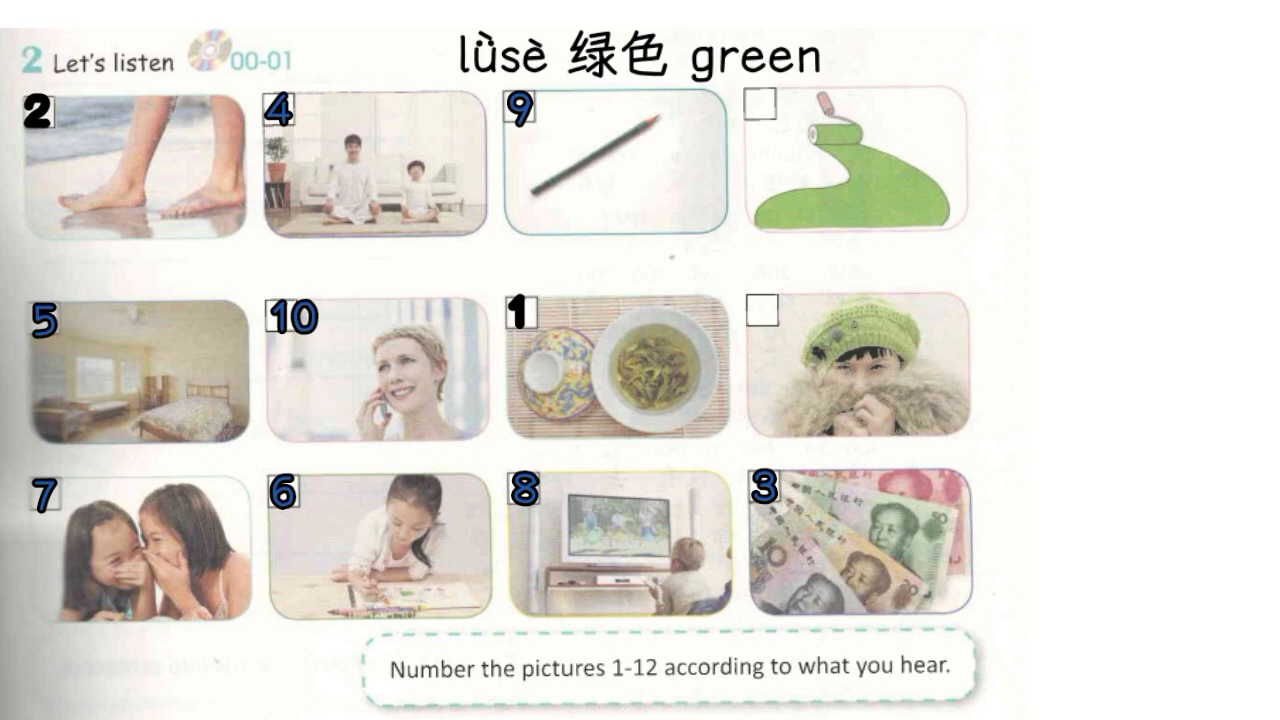 lǜsè 绿色 green
2 Let's listen 00-01
2 4 9
5 10 1
7 6 8 3
Number the pictures 1-12 according to what you hear.